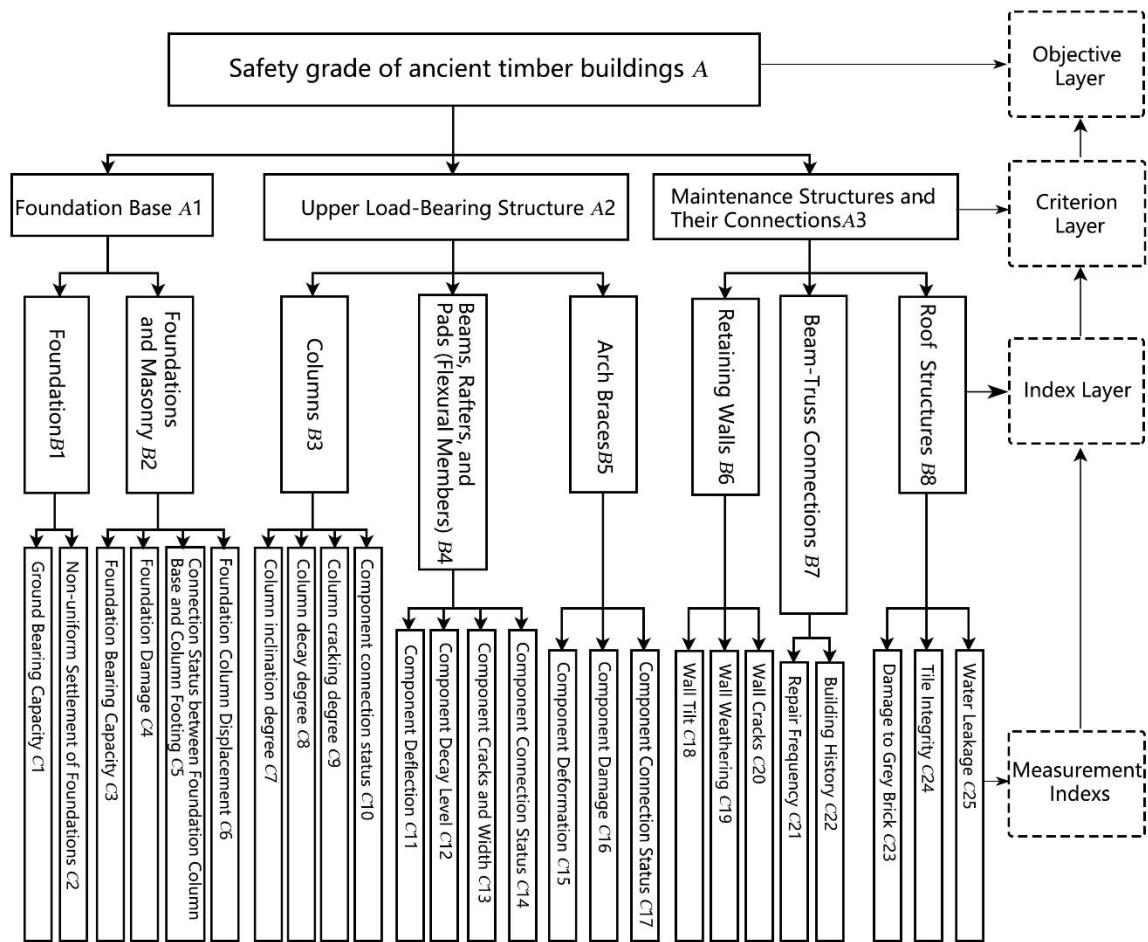 Safety grade of ancient timber buildings A
Objective
Layer
Foundation Base A1
Upper Load-Bearing Structure A2
Maintenance Structures and
Their ConnectionsA3
Criterion
Layer
FoundationB1
Foundations
and Masonry B2
Columns B3
Beams, Rafters, and
Pads (Flexural Members) B4
Arch BracesB5
Retaining Walls B6
Beam-Truss Connections B7
Roof Structures B8
Index Layer
Ground Bearing Capacity C1
Non-uniform Settlement of Foundations C2
Foundation Bearing Capacity C3
Foundation Damage C4
Connection Status between Foundation Column
Base and Column Footing C5
Foundation Column Displacement C6
Column inclination degree C7
Column decay degree C8
Column cracking degree C9
Component connection status C10
Component Deflection C11
Component Decay Level C12
Component Cracks and Width C13
Component Connection Status C14
Component Deformation C15
Component Damage C16
Component Connection Status C17
Wall Tilt C18
Wall Weathering C19
Wall Cracks C20
Repair Frequency C21
Building History C22
Damage to Grey Brick C23
Tile Integrity C24
Water Leakage C25
Measurement
Indexs